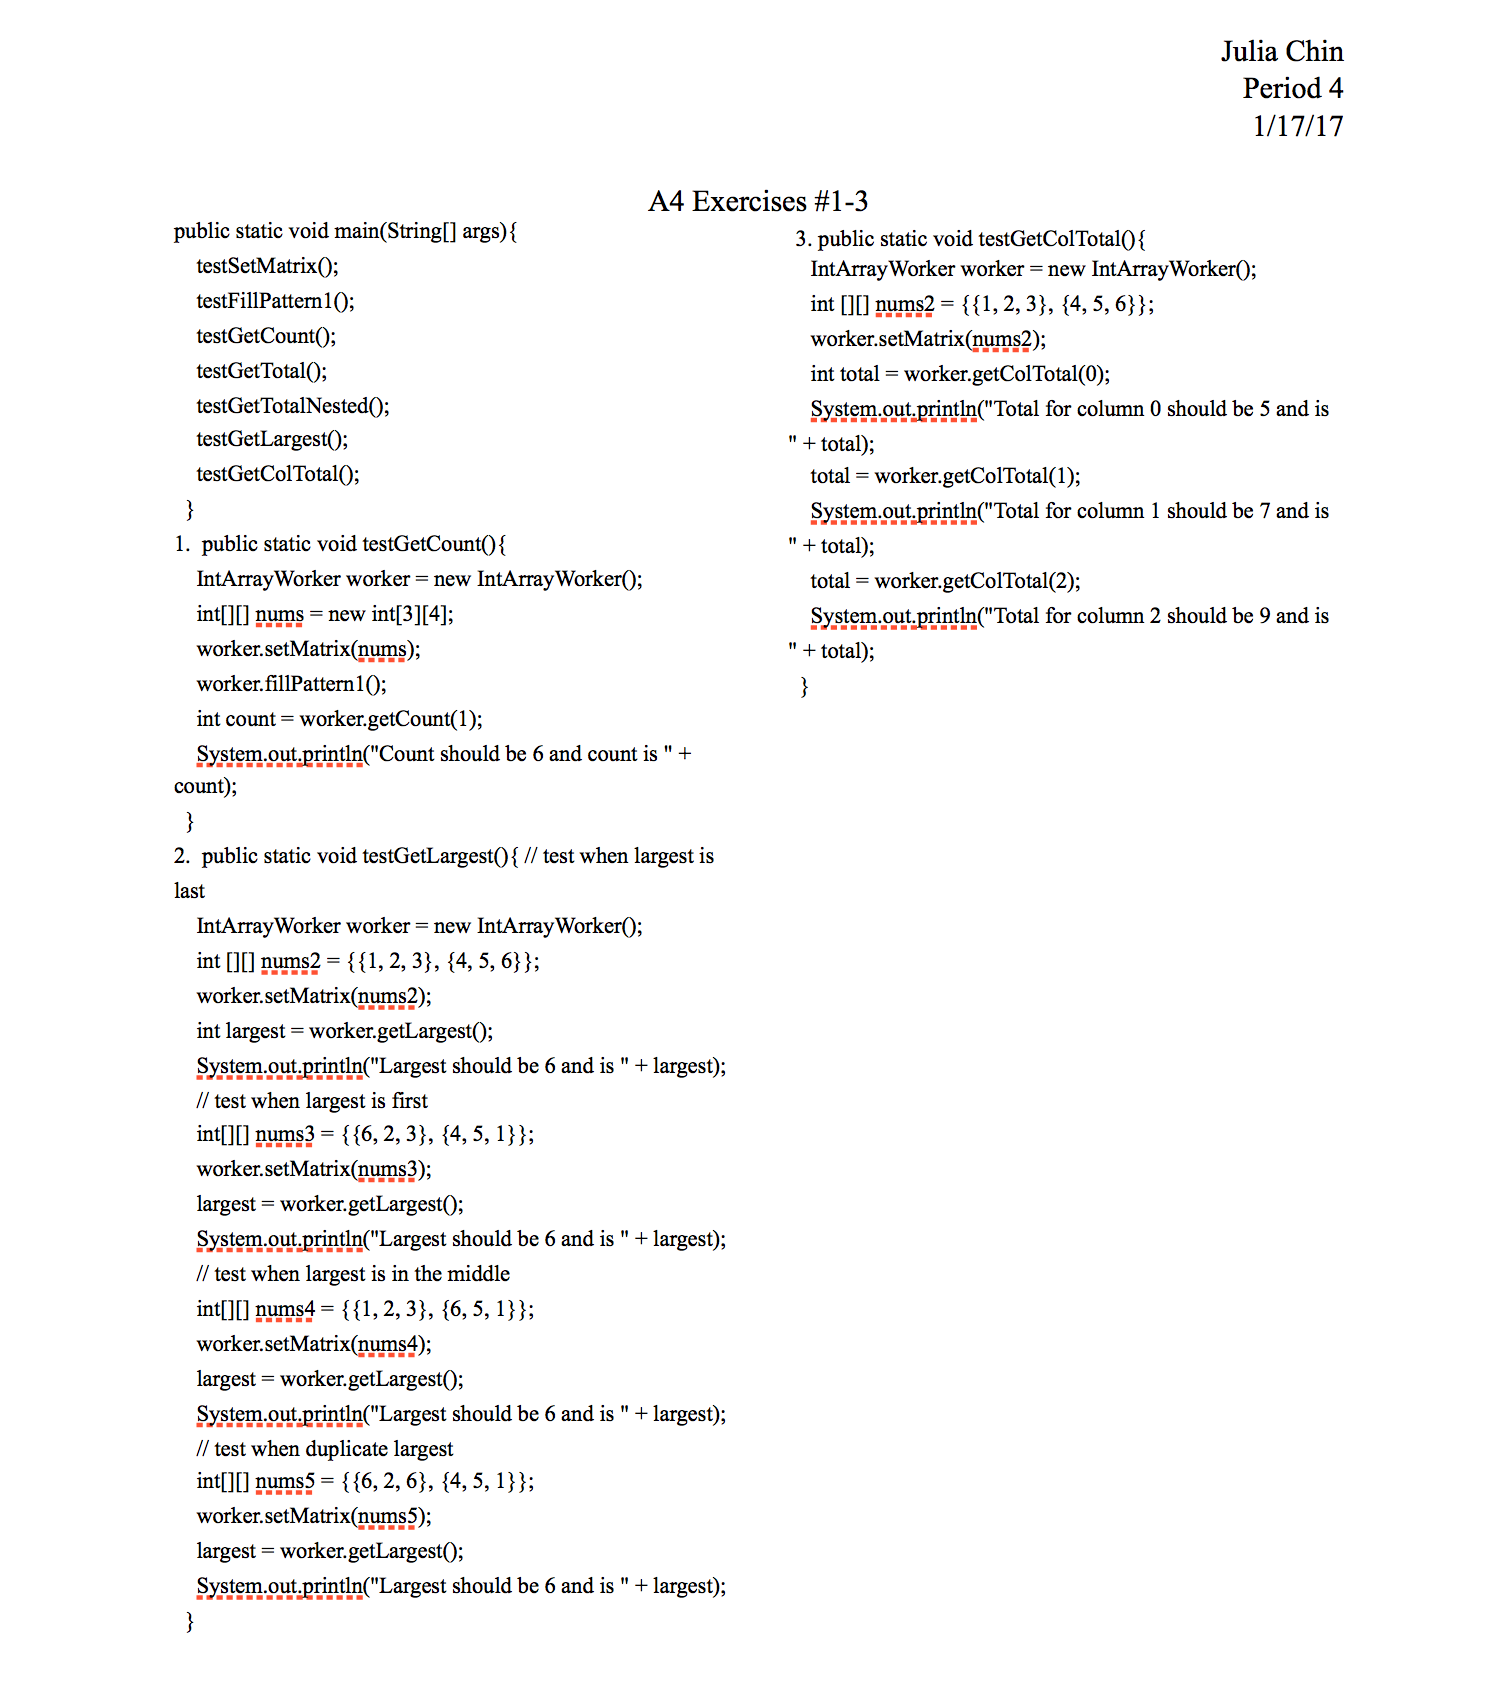 Julia Chin
Period 4
1/17/17
A4 Exercises #1-3
public static void main(String[] args){
testSetMatrix();
testFillPattern1();
testGetCount();
testGetTotal();
testGetTotalNested();
testGetLargest();
testGetColTotal();
}
1. public static void testGetCount(){
IntArrayWorker worker = new IntArrayWorker();
int[][] nums = new int[3][4];
worker.setMatrix(nums);
worker.fillPattern1();
int count = worker.getCount(1);
System.out.println("Count should be 6 and count is " +
count);
}
2. public static void testGetLargest(){ // test when largest is
last
IntArrayWorker worker = new IntArrayWorker();
int [][] nums2 = {{1, 2, 3}, {4, 5, 6}};
worker.setMatrix(nums2);
int largest = worker.getLargest();
System.out.println("Largest should be 6 and is " + largest);
// test when largest is first
int[][] nums3 = {{6, 2, 3}, {4, 5, 1}};
worker.setMatrix(nums3);
largest = worker.getLargest();
System.out.println("Largest should be 6 and is " + largest);
// test when largest is in the middle
int[][] nums4 = {{1, 2, 3}, {6, 5, 1}};
worker.setMatrix(nums4);
largest = worker.getLargest();
System.out.println("Largest should be 6 and is " + largest);
// test when duplicate largest
int[][] nums5 = {{6, 2, 6}, {4, 5, 1}};
worker.setMatrix(nums5);
largest = worker.getLargest();
System.out.println("Largest should be 6 and is " + largest);
}
3. public static void testGetColTotal(){
IntArrayWorker worker = new IntArrayWorker();
int [][] nums2 = {{1, 2, 3}, {4, 5, 6}};
worker.setMatrix(nums2);
int total = worker.getColTotal(0);
System.out.println("Total for column 0 should be 5 and is
" + total);
total = worker.getColTotal(1);
System.out.println("Total for column 1 should be 7 and is
" + total);
total = worker.getColTotal(2);
System.out.println("Total for column 2 should be 9 and is
" + total);
}